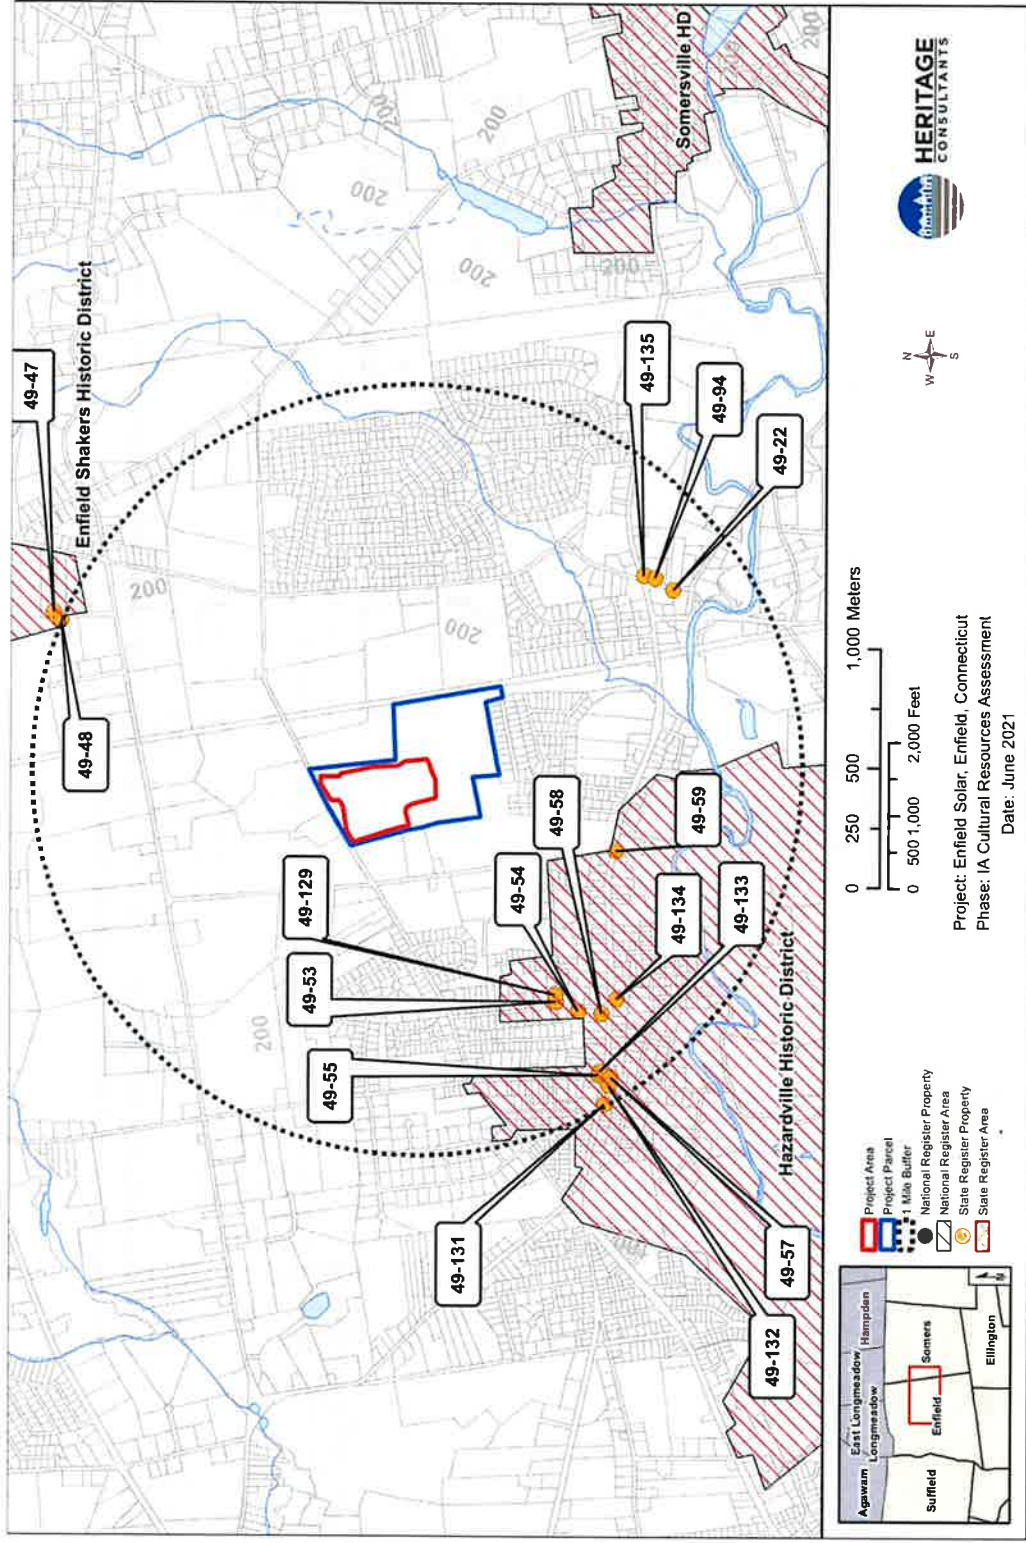 Enfield Shakers Historic District
49-47
49-48
200
200
200
200
200
200
200
200
200
200
Somersville HD
49-135
49-94
49-22
49-129
49-53
49-54
49-58
49-59
49-134
49-133
49-55
49-131
49-132
49-57
Hazardville Historic District
100
Agawam
East Longmeadow
Longmeadow
Hampden
Suffield
Enfield
Somers
Ellington
N
Project Area
Project Parcel
1 Mile Buffer
National Register Property
National Register Area
State Register Property
State Register Area
0 250 500 1,000 Meters
0 500 1,000 2,000 Feet
Project: Enfield Solar, Enfield, Connecticut
Phase: IA Cultural Resources Assessment
Date: June 2021
N
W E
S
HERITAGE
CONSULTANTS